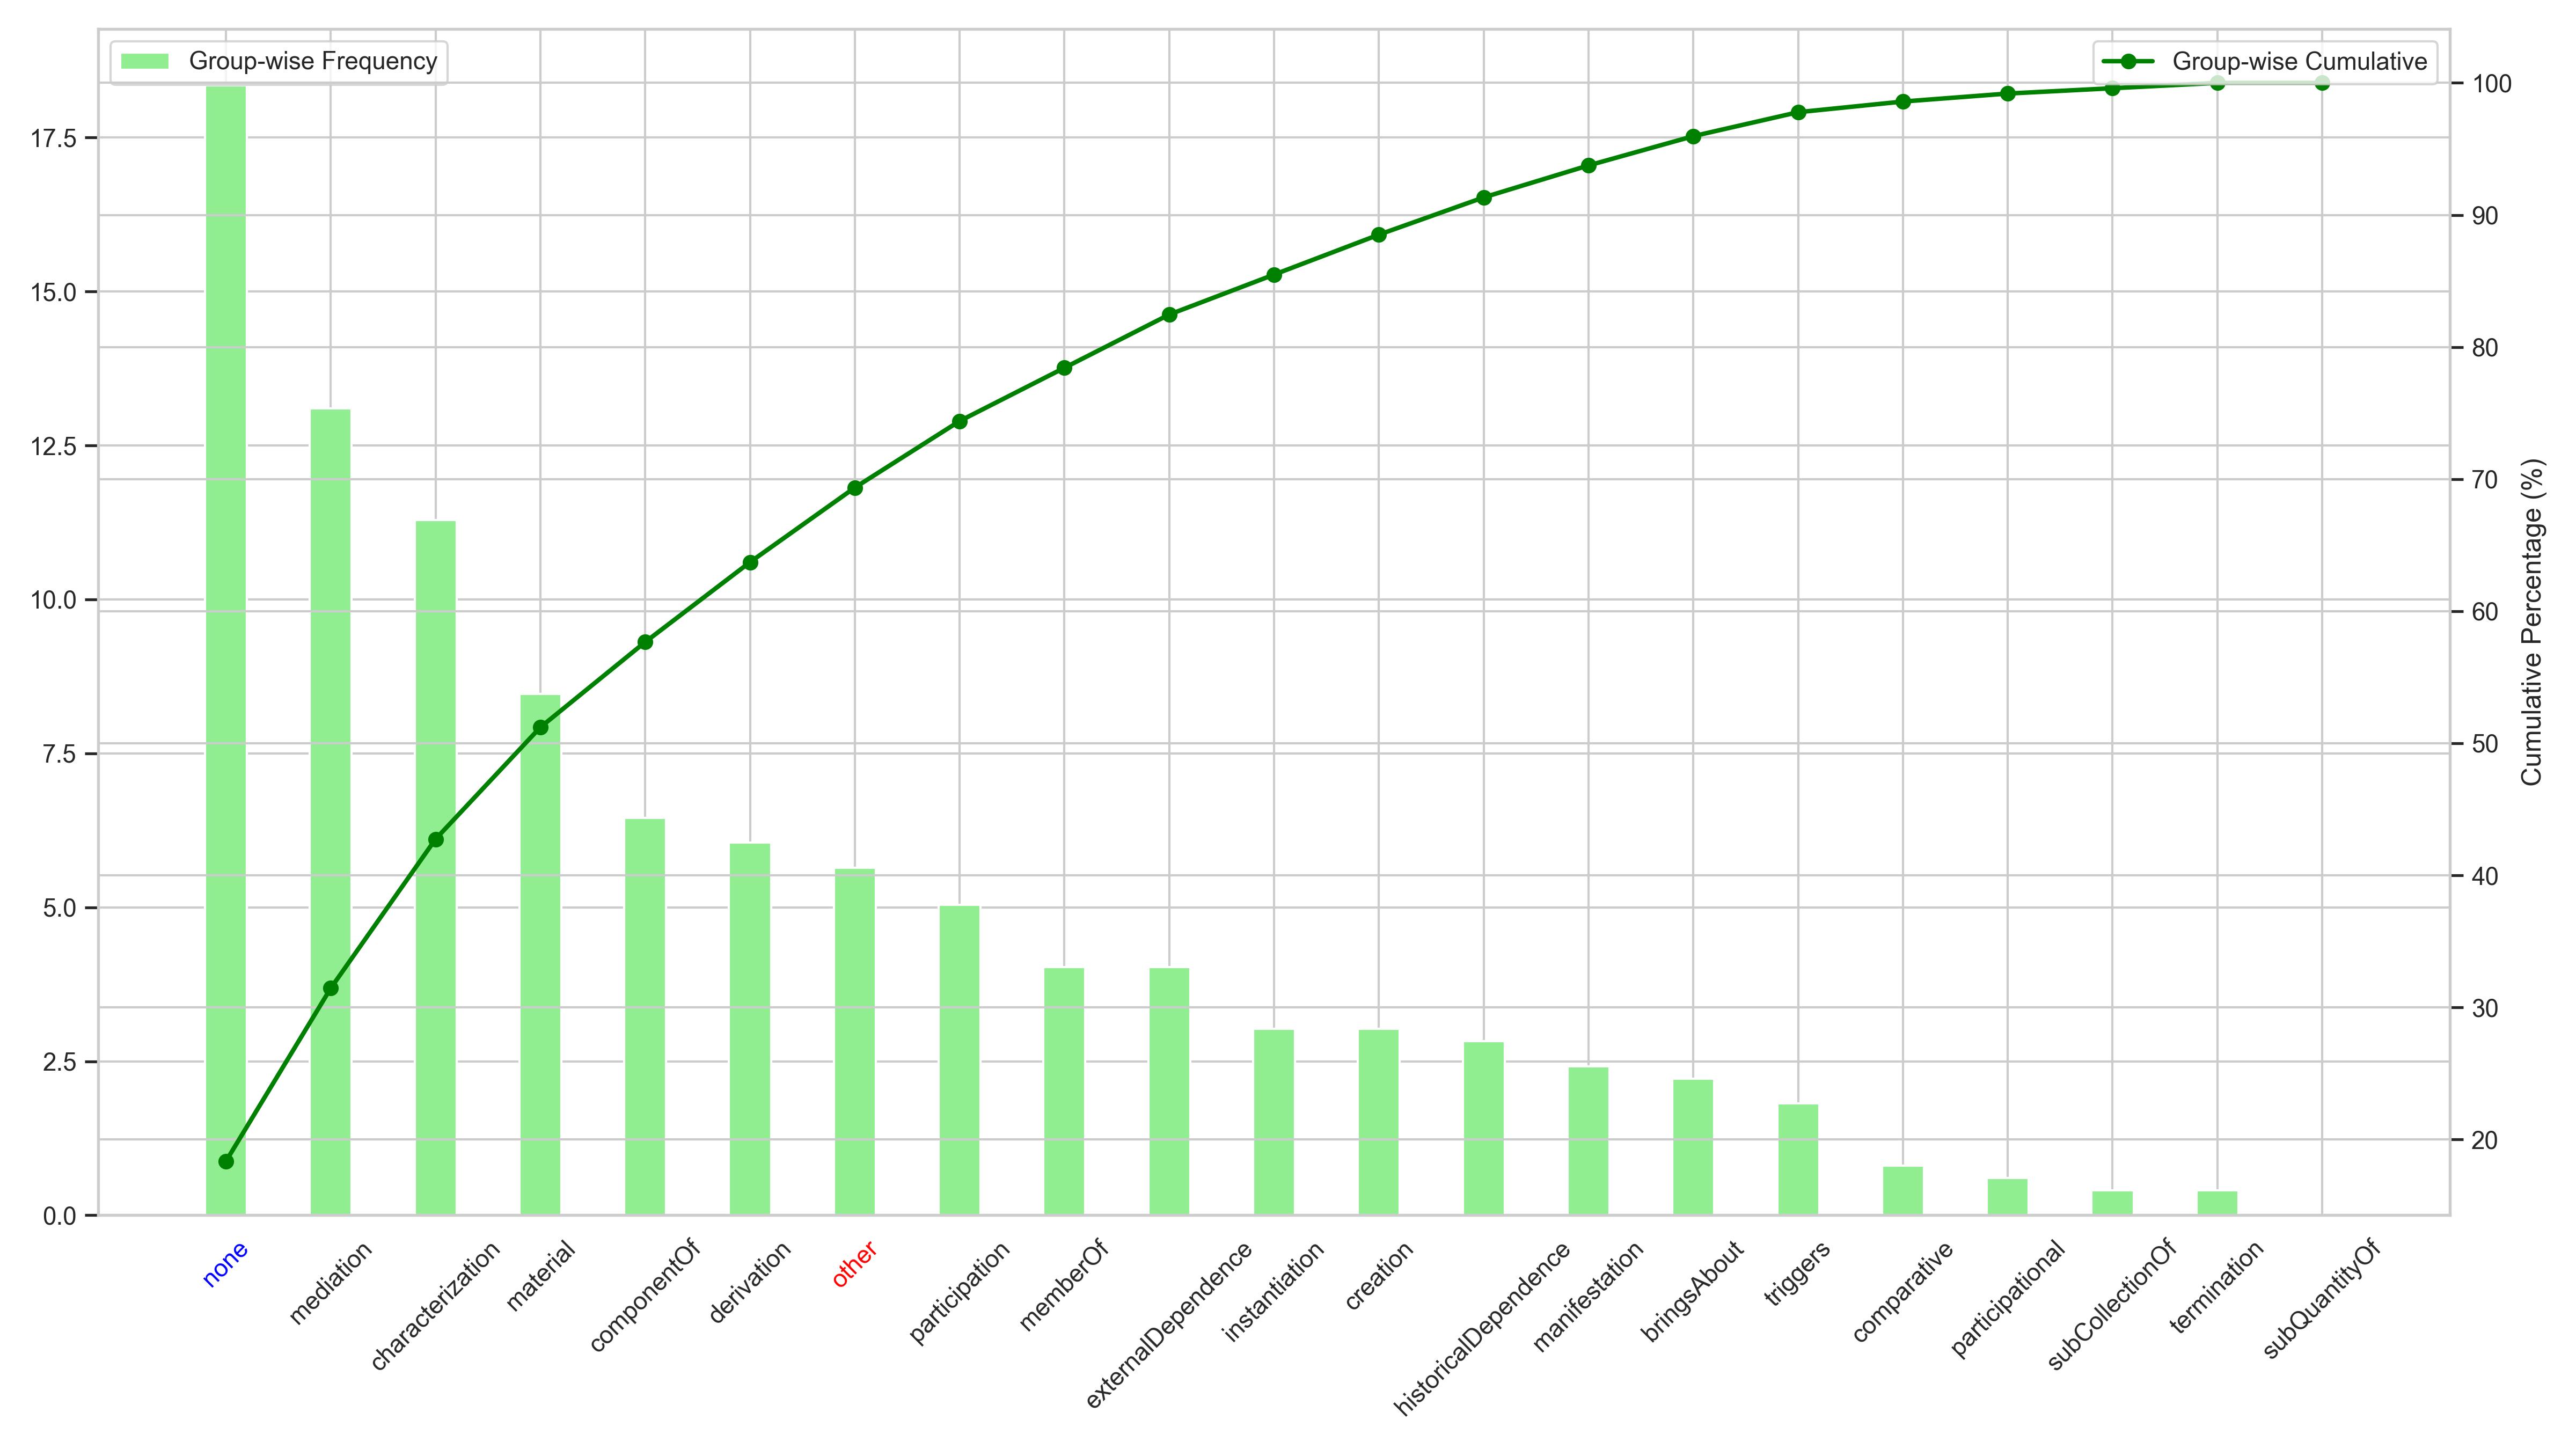 Group-wise Frequency
Group-wise Cumulative
17.5
15.0
12.5
10.0
7.5
5.0
2.5
0.0
100
90
80
70
60
50
40
30
20
Cumulative Percentage (%)
none
mediation
characterization
material
componentOf
derivation
other
participation
memberOf
externalDependence
instantiation
creation
historicalDependence
manifestation
bringsAbout
triggers
comparative
participational
subCollectionOf
termination
subQuantityOf